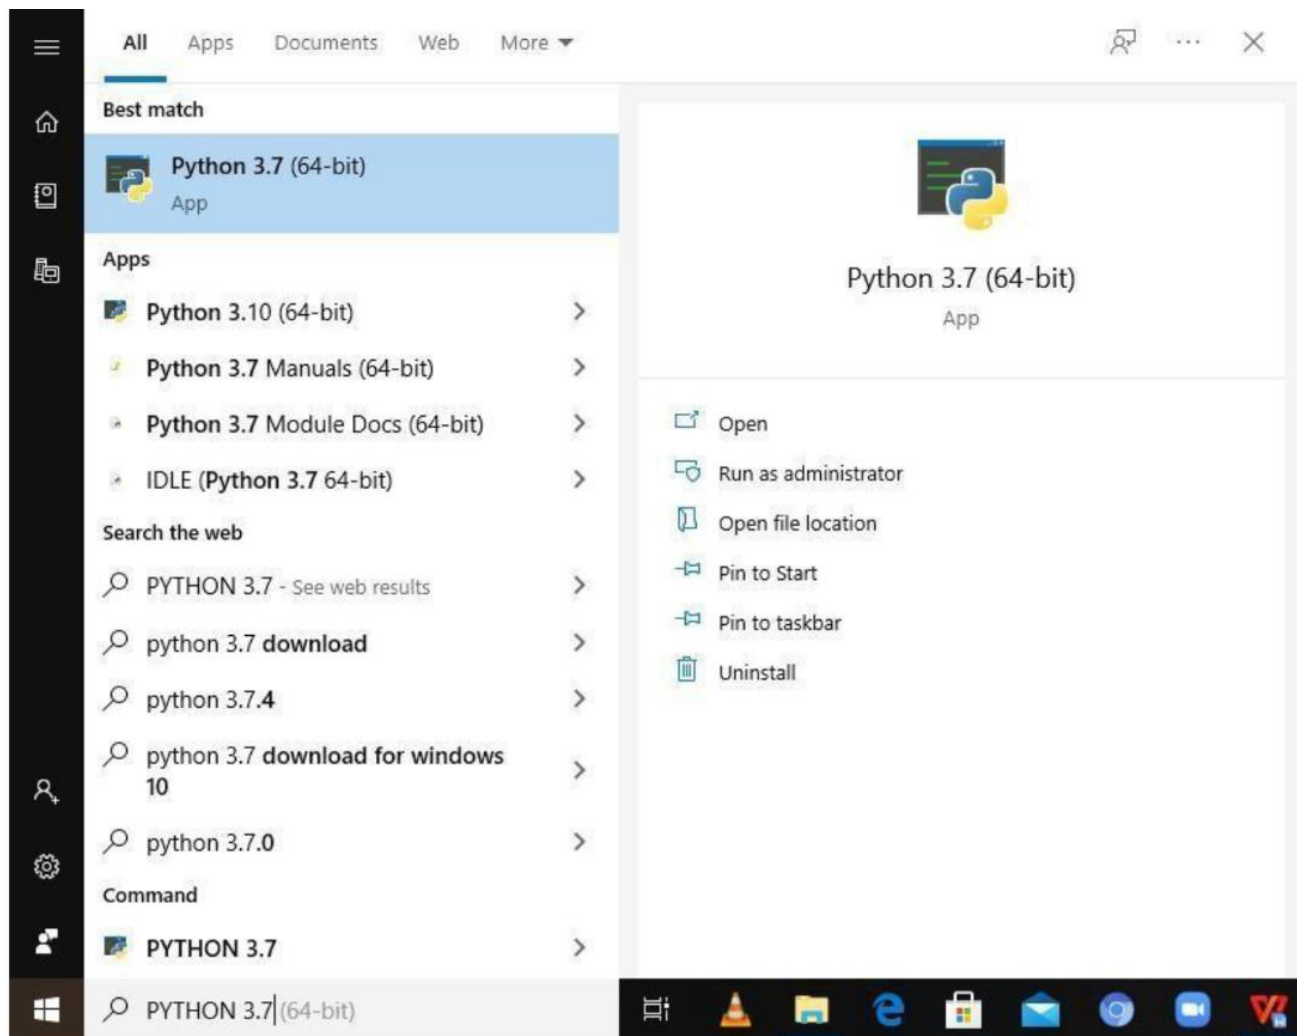 All Apps Documents Web More
Best match
Python 3.7 (64-bit)
App
Apps
Python 3.10 (64-bit)
Python 3.7 Manuals (64-bit)
Python 3.7 Module Docs (64-bit)
IDLE (Python 3.7 64-bit)
Search the web
PYTHON 3.7 - See web results
python 3.7 download
python 3.7.4
python 3.7 download for windows
10
python 3.7.0
Command
PYTHON 3.7
PYTHON 3.7 (64-bit)
Python 3.7 (64-bit)
App
Open
Run as administrator
Open file location
Pin to Start
Pin to taskbar
Uninstall